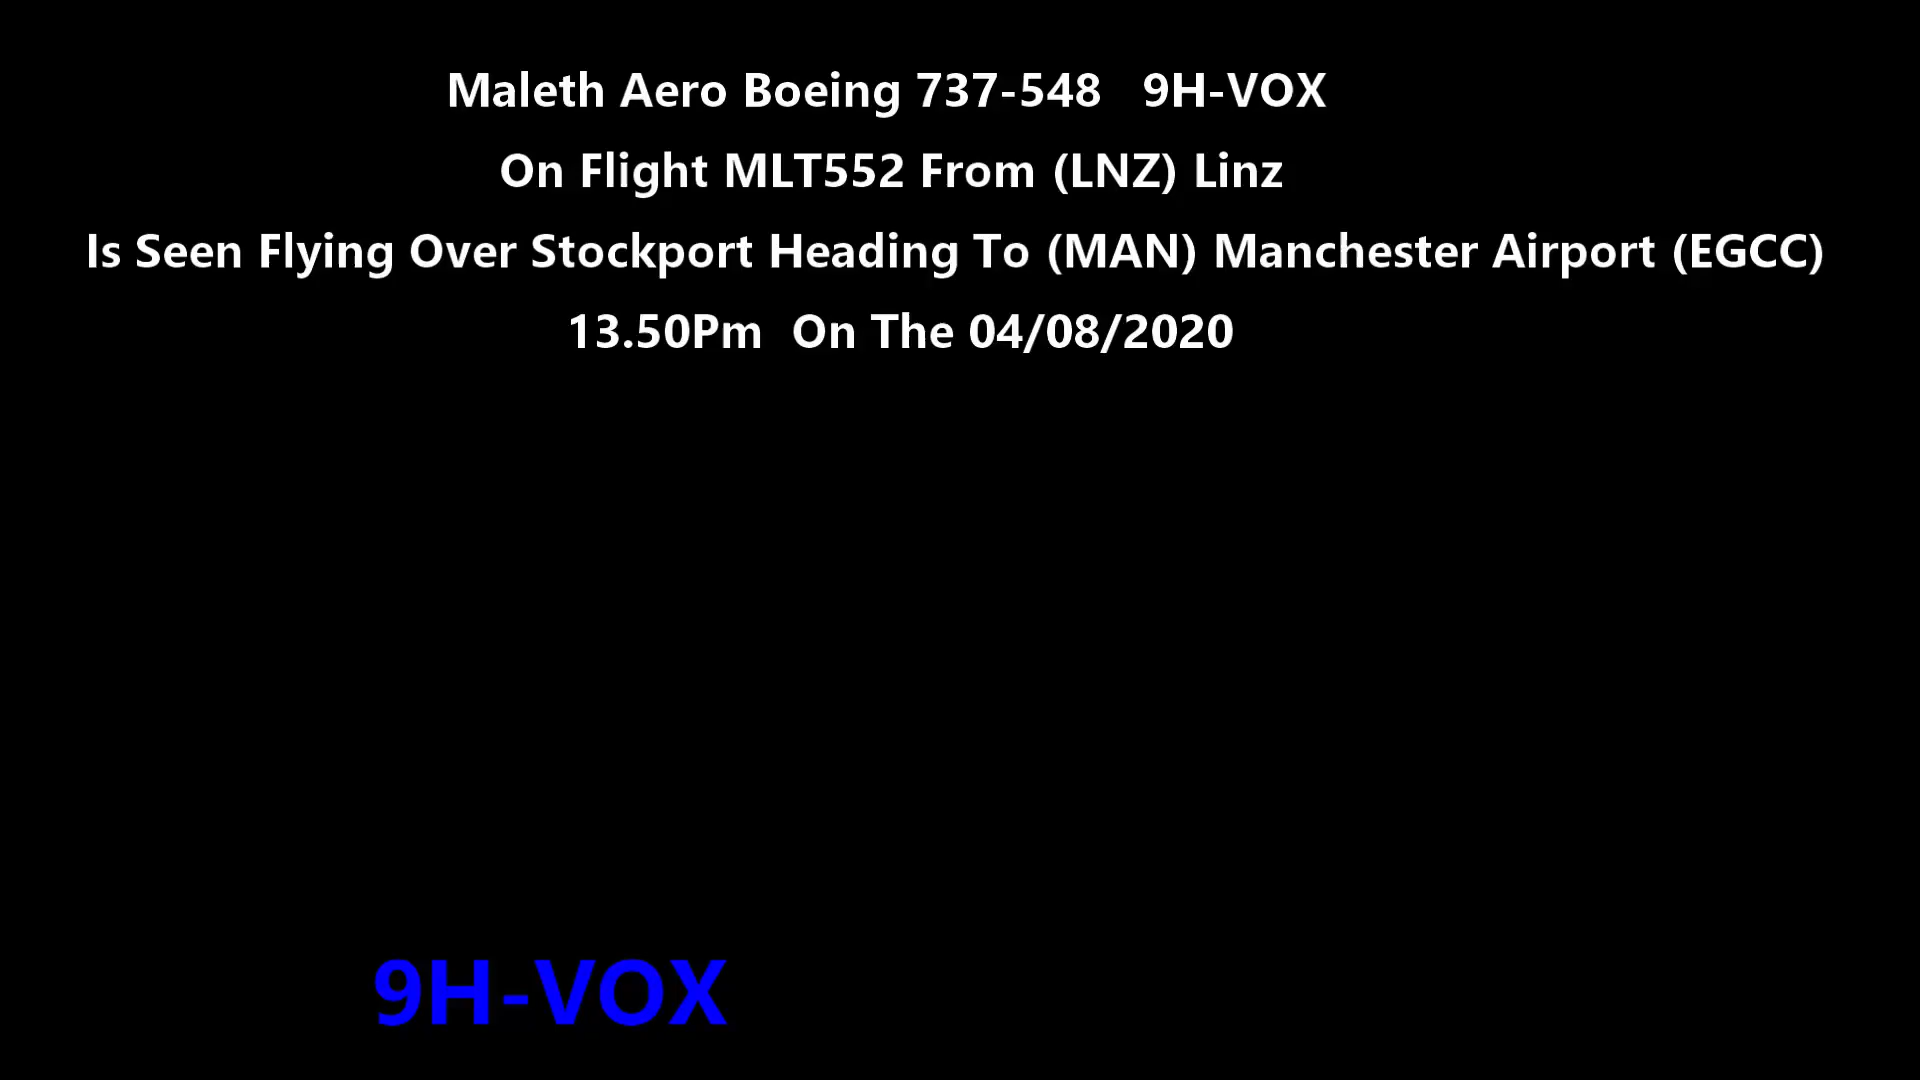 Maleth Aero Boeing 737-548   9H-VOX
On Flight MLT552 From (LNZ) Linz
Is Seen Flying Over Stockport Heading To (MAN) Manchester Airport (EGCC)
13.50Pm  On The 04/08/2020
9H-VOX